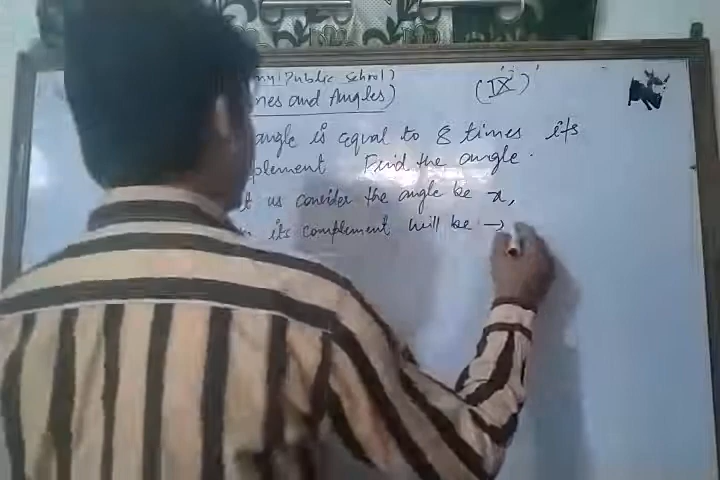 Public School)
nes and Angles)
(IX)
angle is equal to 8 times its
plement Find the angle.
t us consider the angle be x,
n its complement will be →